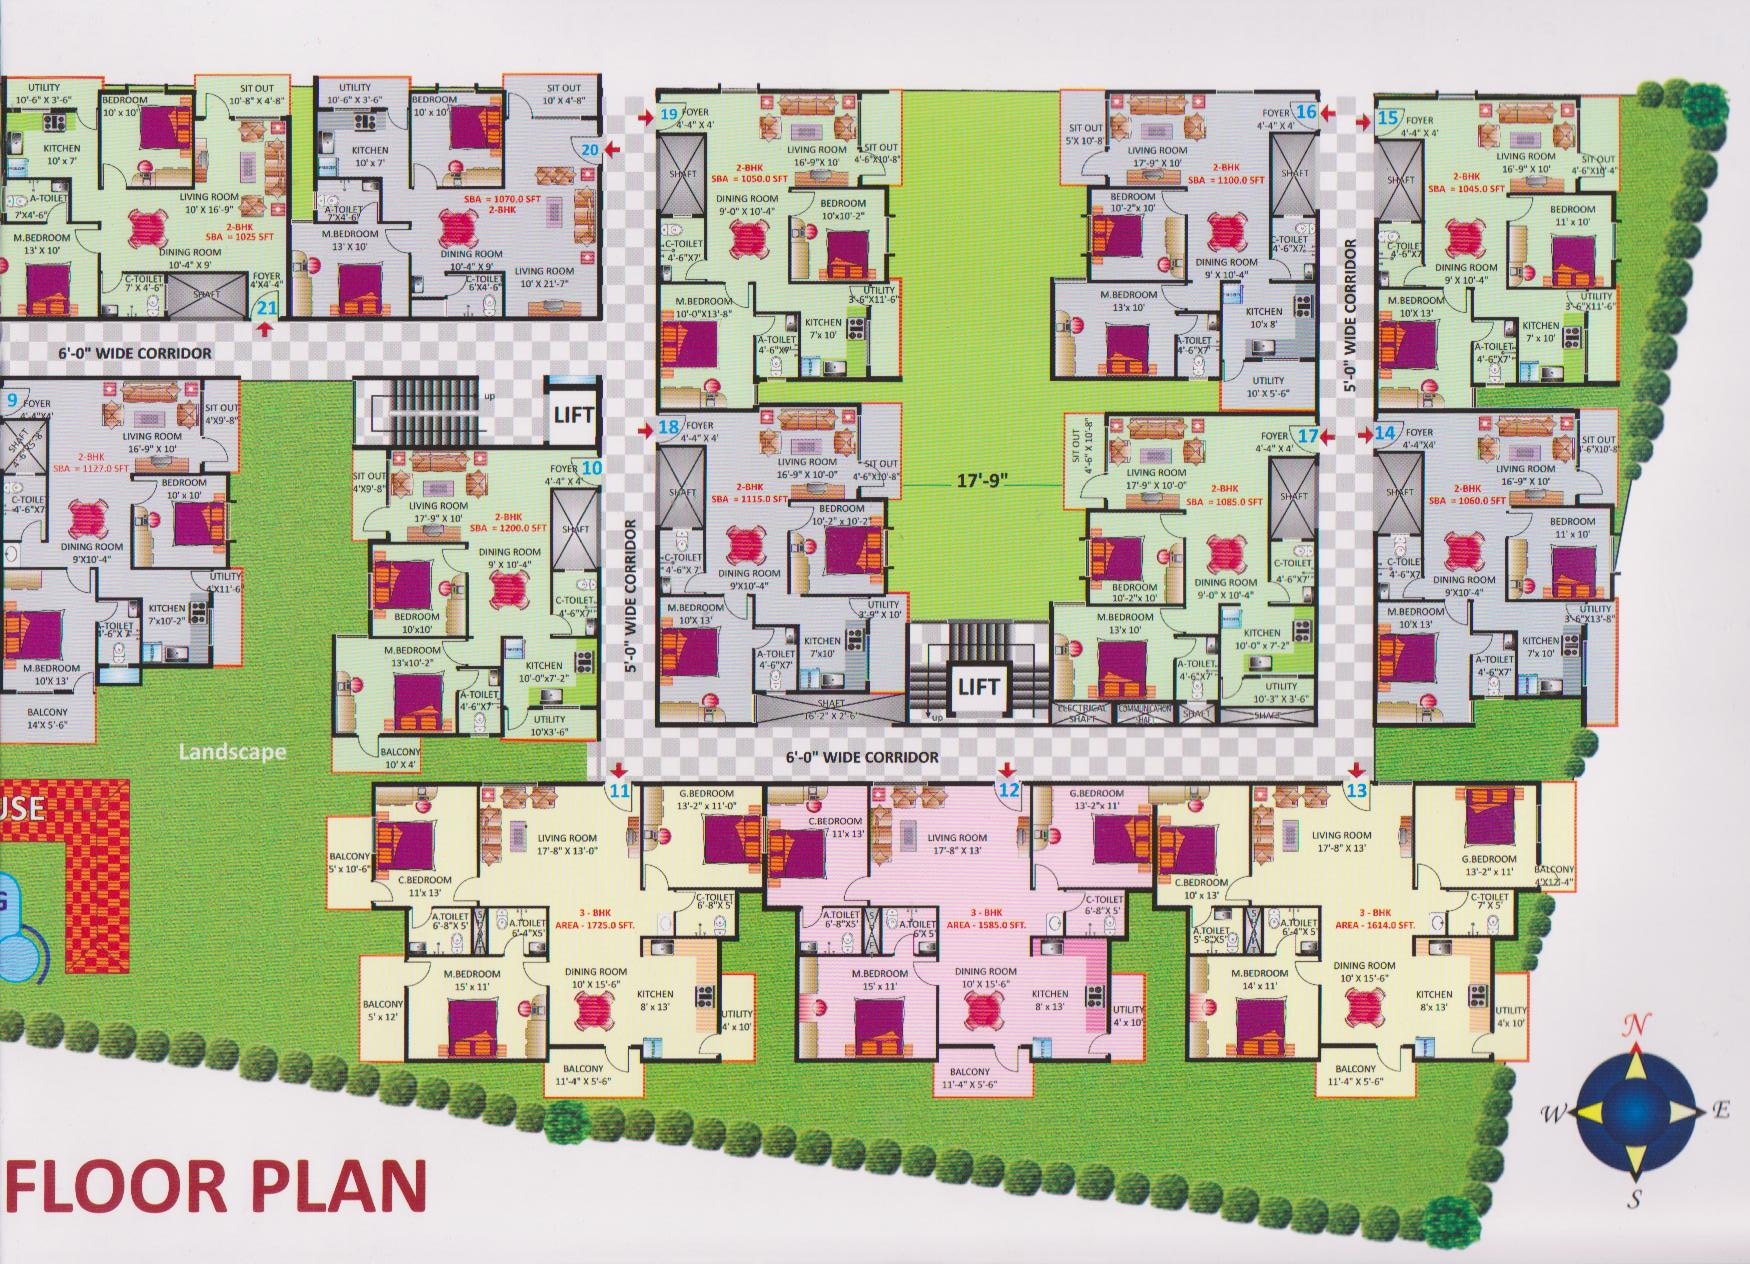 UTILITY
10'-6" X 3'-6"
BEDROOM
10' x 10'
SIT OUT
10'-8" X 4'-8"
KITCHEN
10' x 7'
A-TOILET
7'X4'-6"
LIVING ROOM
10' X 16'-9"
2-BHK
SBA = 1025 SFT
M.BEDROOM
13' X 10'
DINING ROOM
10'-4" X 9'
C-TOILET
7' X 4'-6"
SHAFT
FOYER
4'X4'-4"
21
UTILITY
10'-6" X 3'-6"
BEDROOM
10' x 10'
SIT OUT
10' X 4'-8"
KITCHEN
10' x 7'
20
A-TOILET
7'X4'-6"
SBA = 1070.0 SFT
2-BHK
M.BEDROOM
13' X 10'
DINING ROOM
10'-4" X 9'
C-TOILET
6'X4'-6"
LIVING ROOM
10' X 21'-7"
6'-0" WIDE CORRIDOR
19
FOYER
4'-4" X 4'
LIVING ROOM
16'-9"X 10'
SIT OUT
4'-6"X10'-8"
SHAFT
2-BHK
SBA = 1050.0 SFT
DINING ROOM
9'-0" X 10'-4"
BEDROOM
10'x10'-2"
C-TOILET
4'-6"X7'
M.BEDROOM
10'-0"X13'-8"
UTILITY
3'-6"X11'-6"
KITCHEN
7'x 10'
A-TOILET
4'-6"X7'
SIT OUT
5'X 10'-8"
LIVING ROOM
17'-9" X 10'
FOYER
4'-4" X 4'
16
2-BHK
SBA = 1100.0 SFT
SHAFT
BEDROOM
10'-2"x 10'
C-TOILET
4'-6"X7'
DINING ROOM
9' X 10'-4"
M.BEDROOM
13'x 10'
KITCHEN
10'x 8'
A-TOILET
4'-6"X7'
UTILITY
10'X 5'-6"
5'-0" WIDE CORRIDOR
15
FOYER
4'-4" X 4'
LIVING ROOM
16'-9" X 10'
SIT OUT
4'-6"X10'-4"
SHAFT
2-BHK
SBA = 1045.0 SFT
BEDROOM
11' x 10'
C-TOILET
4'-6"X7'
DINING ROOM
9' X 10'-4"
M.BEDROOM
10'X 13'
UTILITY
3'-6"X11'-6"
KITCHEN
7'x 10'
A-TOILET
4'-6"X7'
9
FOYER
4'-4"X4'
SIT OUT
4'X9'-8"
SHAFT
4'-6"X5'-8"
LIVING ROOM
16'-9" X 10'
2-BHK
SBA = 1127.0 SFT
BEDROOM
10' x 10'
C-TOILET
4'-6"X7'
DINING ROOM
9'X10'-4"
UTILITY
4'X11'-6"
KITCHEN
7'x10'-2"
M.BEDROOM
10'X 13'
BALCONY
14'X 5'-6"
up
LIFT
SIT OUT
4'X9'-8"
FOYER
4'-4" X 4'
10
LIVING ROOM
17'-9" X 10'
2-BHK
SBA = 1200.0 SFT
SHAFT
DINING ROOM
9' X 10'-4"
C-TOILET
4'-6"X7'
BEDROOM
10'x10'
M.BEDROOM
13'x10'-2"
KITCHEN
10'-0"x7'-2"
A-TOILET
4'-6"X7'
UTILITY
10'X3'-6"
BALCONY
10' X 4'
5'-0" WIDE CORRIDOR
18
FOYER
4'-4" X 4'
LIVING ROOM
16'-9" X 10'-0"
SIT OUT
4'-6"X10'-8"
SHAFT
2-BHK
SBA = 1115.0 SFT
BEDROOM
10'-2" x 10'-2"
C-TOILET
4'-6"X 7'
DINING ROOM
9'X10'-4"
M.BEDROOM
10'X 13'
UTILITY
3'-9" X 10'
KITCHEN
7'x10'
A-TOILET
4'-6"X7'
SHAFT
16'-2" X 2'-6"
17'-9"
up
LIFT
SIT OUT
4'-6" X 10'-8"
FOYER
4'-4" X 4'
17
LIVING ROOM
17'-9" X 10'-0"
2-BHK
SBA = 1085.0 SFT
SHAFT
C-TOILET
4'-6"X7'
BEDROOM
10'-2"x 10'
DINING ROOM
9'-0" X 10'-4"
M.BEDROOM
13'x 10'
KITCHEN
10'-0" x 7'-2"
A-TOILET
4'-6"X7'
UTILITY
10'-3" X 3'-6"
ELECTRICAL
SHAFT
COMMUNICATION
SHAFT
SHAFT
SHAFT
14
FOYER
4'-4"X4'
LIVING ROOM
16'-9" X 10'
SIT OUT
SHAFT
2-BHK
SBA = 1060.0 SFT
BEDROOM
11' x 10'
C-TOILET
4'-6"X7'
DINING ROOM
9'X10'-4"
M.BEDROOM
10'X 13'
UTILITY
3'-6"X13'-8"
KITCHEN
7'x 10'
A-TOILET
4'-6"X7'
Landscape
6'-0" WIDE CORRIDOR
USE
G
11
G.BEDROOM
13'-2" x 11'-0"
BALCONY
5' x 10'-6"
LIVING ROOM
17'-8" X 13'-0"
C.BEDROOM
11'x 13'
A.TOILET
6'-8"X5'
A.TOILET
6'-4"X5'
3 - BHK
AREA - 1725.0 SFT.
C-TOILET
6'-8"X 5'
M.BEDROOM
15' x 11'
DINING ROOM
10' X 15'-6"
KITCHEN
8' x 13'
BALCONY
5' x 12'
UTILITY
4' x 10'
BALCONY
11'-4" X 5'-6"
12
G.BEDROOM
13'-2"x 11'
C.BEDROOM
11'x 13'
LIVING ROOM
17'-8" X 13'
A.TOILET
6'-8"X5'
A.TOILET
6'X 5'
3 - BHK
AREA - 1585.0 SFT.
C-TOILET
6'-8"X 5'
M.BEDROOM
15' x 11'
DINING ROOM
10' X 15'-6"
KITCHEN
8' x 13'
UTILITY
4' x 10'
BALCONY
11'-4" X 5'-6"
13
LIVING ROOM
17'-8" X 13'
G.BEDROOM
13'-2" x 11'
BALCONY
4'X12'-4"
C.BEDROOM
10' x 13'
A.TOILET
5'-8"X5'
A.TOILET
6'-4"X 5'
3 - BHK
AREA - 1614.0 SFT.
C-TOILET
7' X 5'
M.BEDROOM
14' x 11'
DINING ROOM
10' X 15'-6"
KITCHEN
8'x 13'
UTILITY
4'x 10'
BALCONY
11'-4" X 5'-6"
N
W
E
S
FLOOR PLAN